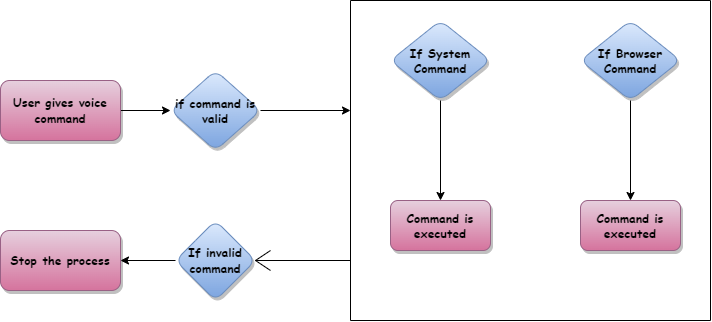 If System
Command
If Browser
Command
User gives voice
command
if command is
valid
Command is
executed
Command is
executed
Stop the process
If invalid
command